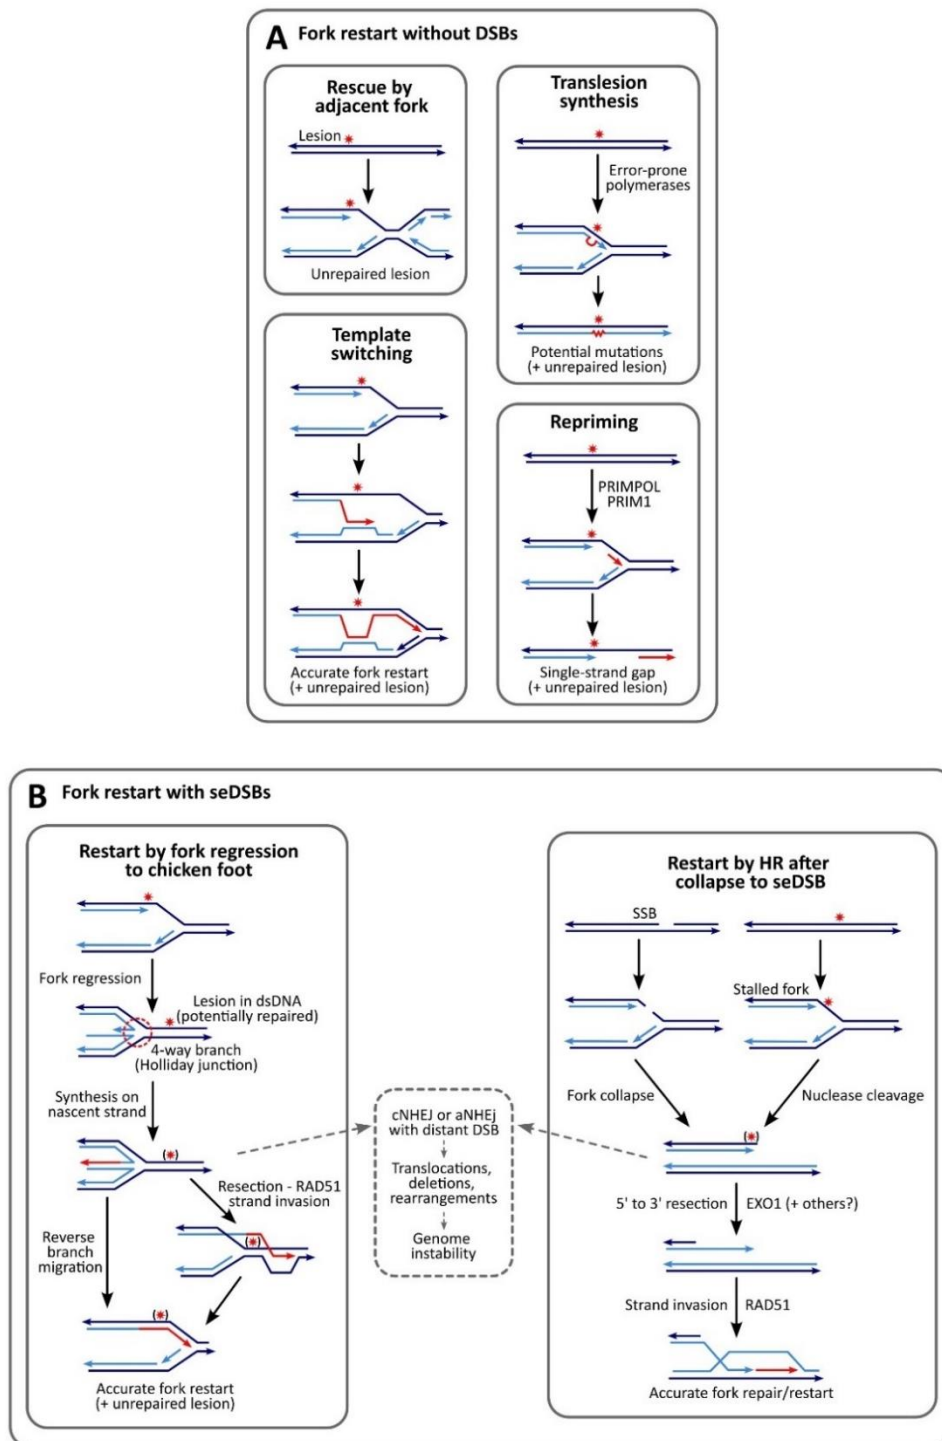 A Fork restart without DSBs
Rescue by
adjacent fork
Lesion
Unrepaired lesion
Translesion
synthesis
Error-prone
polymerases
Potential mutations
(+ unrepaired lesion)
Template
switching
Accurate fork restart
(+ unrepaired lesion)
Repriming
PRIMPOL
PRIM1
Single-strand gap
(+ unrepaired lesion)
B Fork restart with seDSBs
Restart by fork regression
to chicken foot
Fork regression
Lesion in dsDNA
(potentially repaired)
4-way branch
(Holliday junction)
Synthesis on
nascent strand
(*)
Resection - RAD51
strand invasion
(*)
Reverse
branch
migration
(*)
Accurate fork restart
(+ unrepaired lesion)
cNHEJ or aNHEj
with distant DSB
Translocations,
deletions,
rearrangements
Genome
instability
Restart by HR after
collapse to seDSB
SSB
Stalled fork
Fork collapse
Nuclease cleavage
(*)
5' to 3' resection
EXO1 (+ others?)
Strand invasion
RAD51
Accurate fork repair/restart